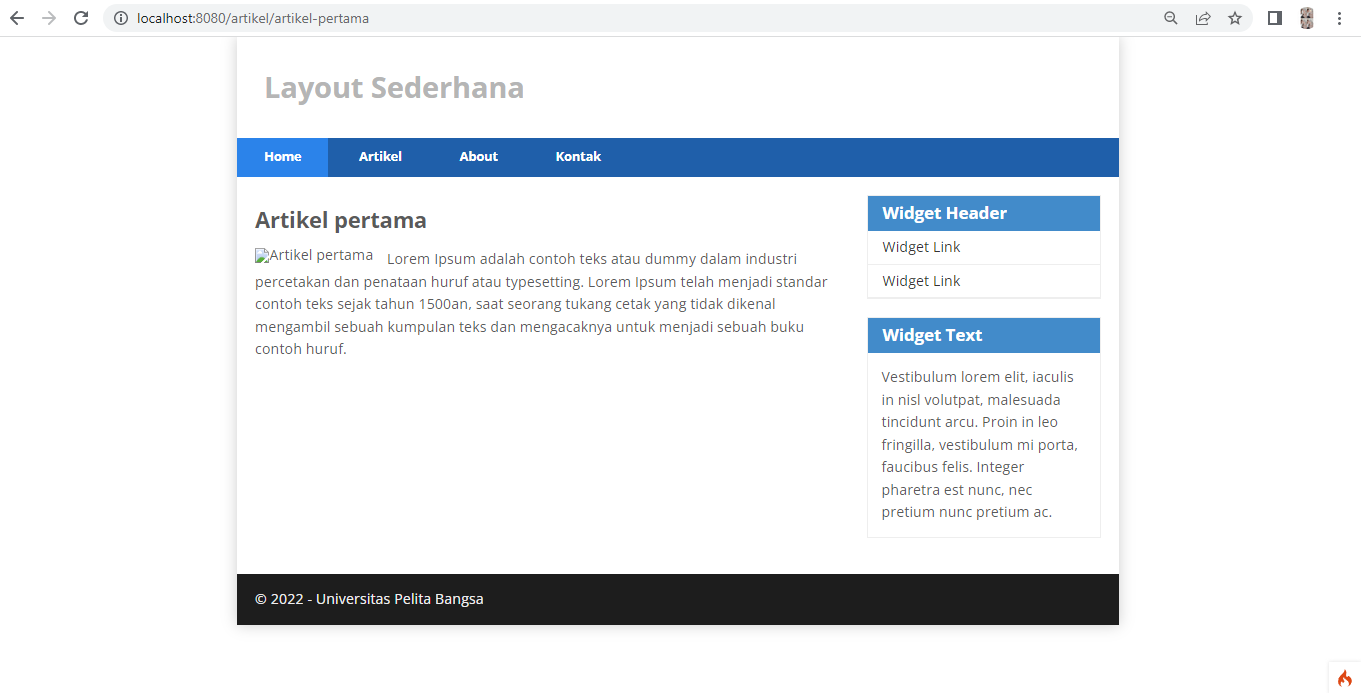 localhost:8080/artikel/artikel-pertama
Layout Sederhana
Home Artikel About Kontak
Artikel pertama
Artikel pertama Lorem Ipsum adalah contoh teks atau dummy dalam industri
percetakan dan penataan huruf atau typesetting. Lorem Ipsum telah menjadi standar
contoh teks sejak tahun 1500an, saat seorang tukang cetak yang tidak dikenal
mengambil sebuah kumpulan teks dan mengacaknya untuk menjadi sebuah buku
contoh huruf.
Widget Header
Widget Link
Widget Link
Widget Text
Vestibulum lorem elit, iaculis
in nisl volutpat, malesuada
tincidunt arcu. Proin in leo
fringilla, vestibulum mi porta,
faucibus felis. Integer
pharetra est nunc, nec
pretium nunc pretium ac.
© 2022 - Universitas Pelita Bangsa